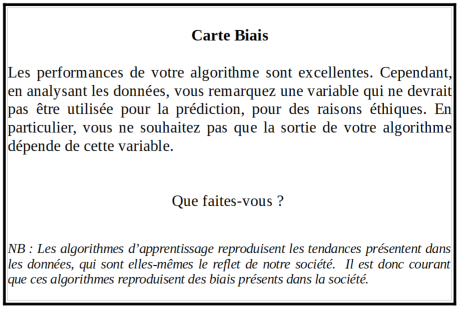 Carte Biais
Les performances de votre algorithme sont excellentes. Cependant,
en analysant les données, vous remarquez une variable qui ne devrait
pas être utilisée pour la prédiction, pour des raisons éthiques. En
particulier, vous ne souhaitez pas que la sortie de votre algorithme
dépende de cette variable.
Que faites-vous ?
NB : Les algorithmes d'apprentissage reproduisent les tendances présentent dans
les données, qui sont elles-mêmes le reflet de notre société. Il est donc courant
que ces algorithmes reproduisent des biais présents dans la société.